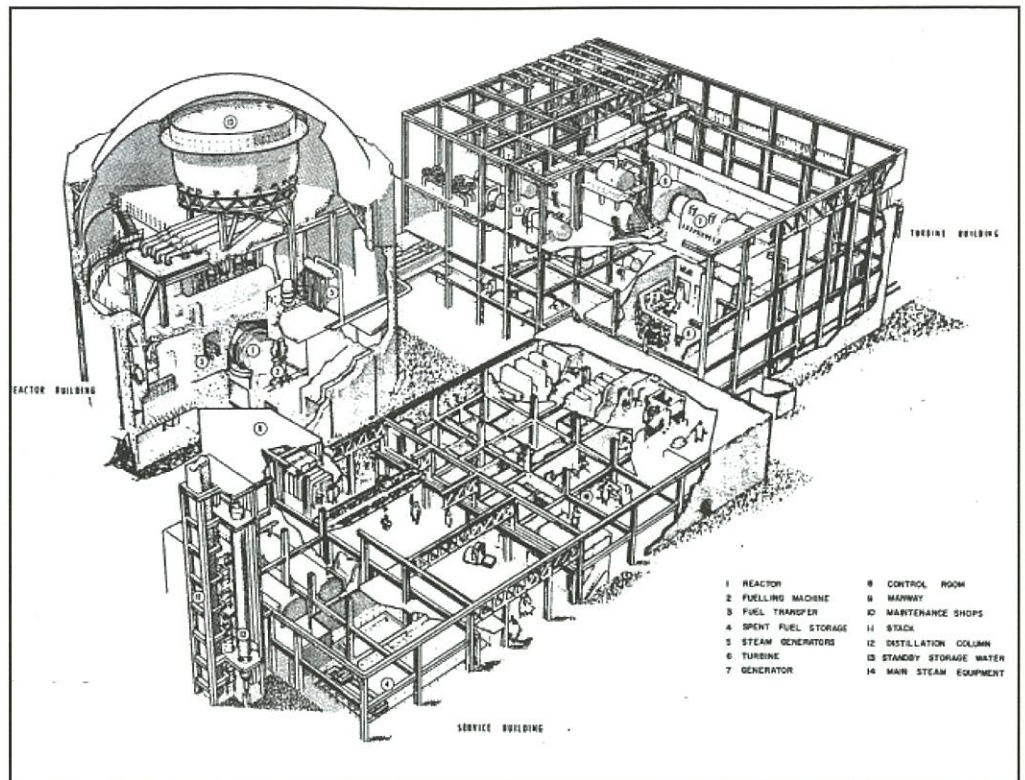 TURBINE BUILDING
EACTOR BUILDING
SERVICE BUILDING
1 REACTOR
2 FUELLING MACHINE
3 FUEL TRANSFER
4 SPENT FUEL STORAGE
5 STEAM GENERATORS
6 TURBINE
7 GENERATOR
8 CONTROL ROOM
9 MANWAY
10 MAINTENANCE SHOPS
11 STACK
12 DISTILLATION COLUMN
13 STANDBY STORAGE WATER
14 MAIN STEAM EQUIPMENT